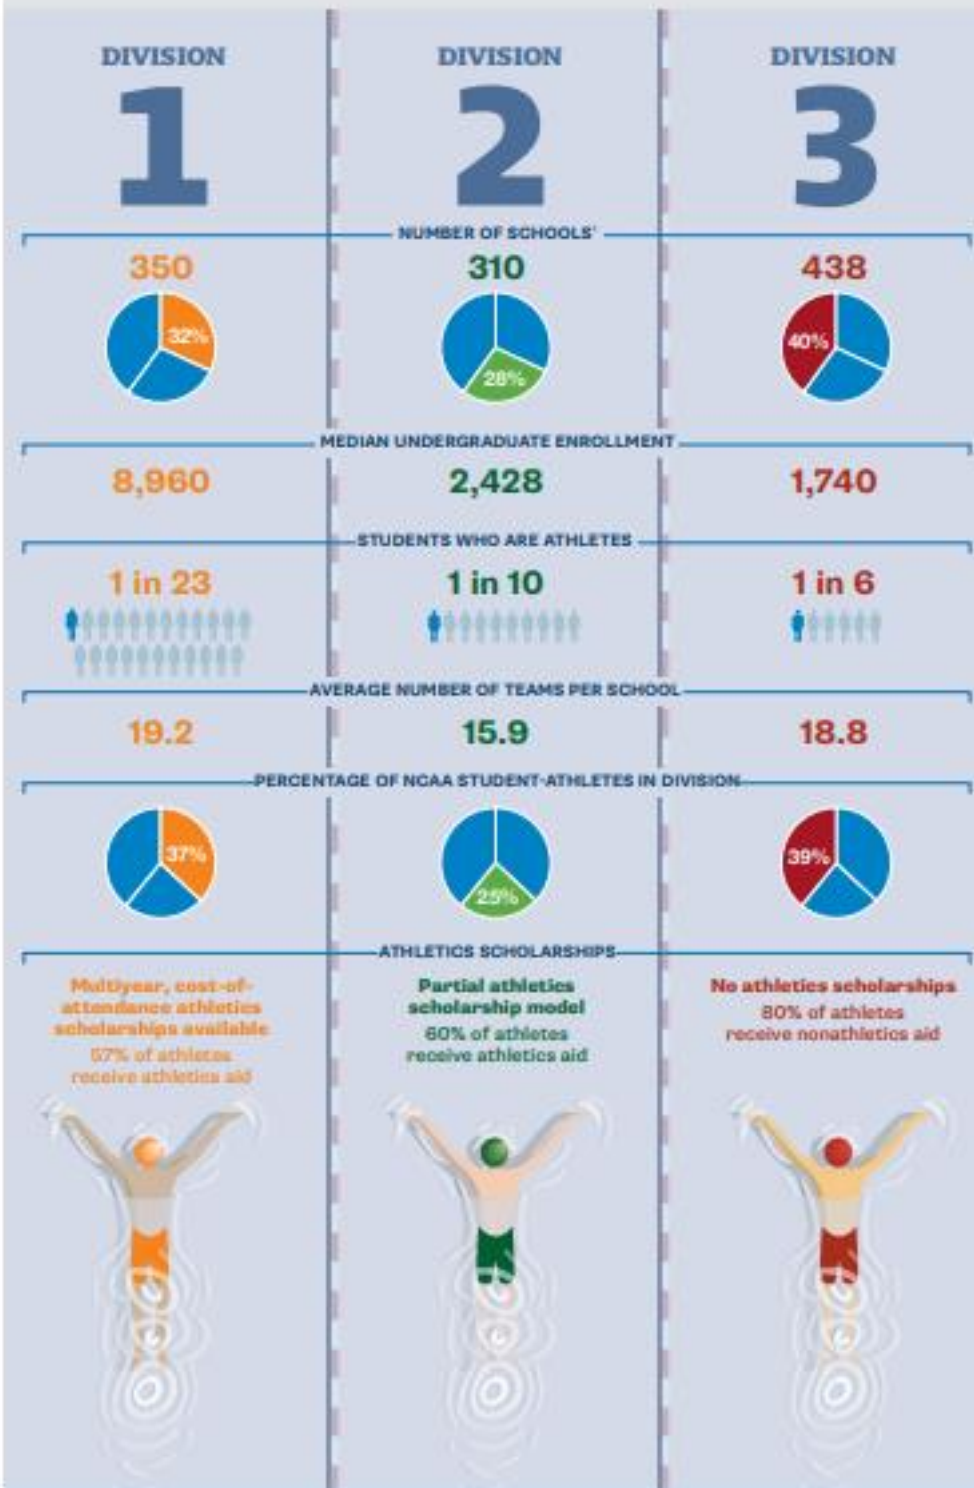 DIVISION
1
DIVISION
2
DIVISION
3
NUMBER OF SCHOOLS'
350
310
438
32%
28%
40%
MEDIAN UNDERGRADUATE ENROLLMENT
8,960
2,428
1,740
STUDENTS WHO ARE ATHLETES
1 in 23
1 in 10
1 in 6
AVERAGE NUMBER OF TEAMS PER SCHOOL
19.2
15.9
18.8
PERCENTAGE OF NCAA STUDENT-ATHLETES IN DIVISION
37%
25%
39%
ATHLETICS SCHOLARSHIPS
Multiyear, cost-of-
attendance athletics
scholarships available
57% of athletes
receive athletics aid
Partial athletics
scholarship model
60% of athletes
receive athletics aid
No athletics scholarships
80% of athletes
receive nonathletics aid